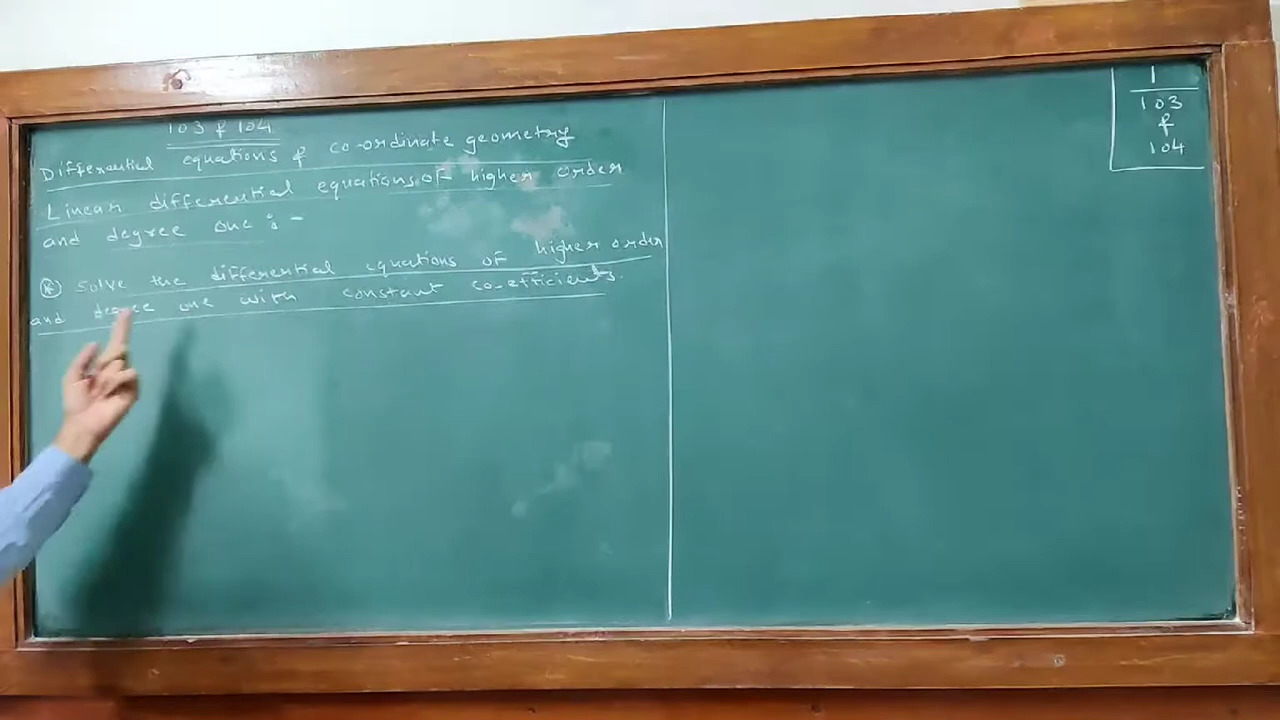 103 & 104
Differential equations & co-ordinate geometry
Linear differential equations of higher order
and degree one :-
* Solve the differential equations of higher order
and degree one with constant co-efficients.
1
103
&
104